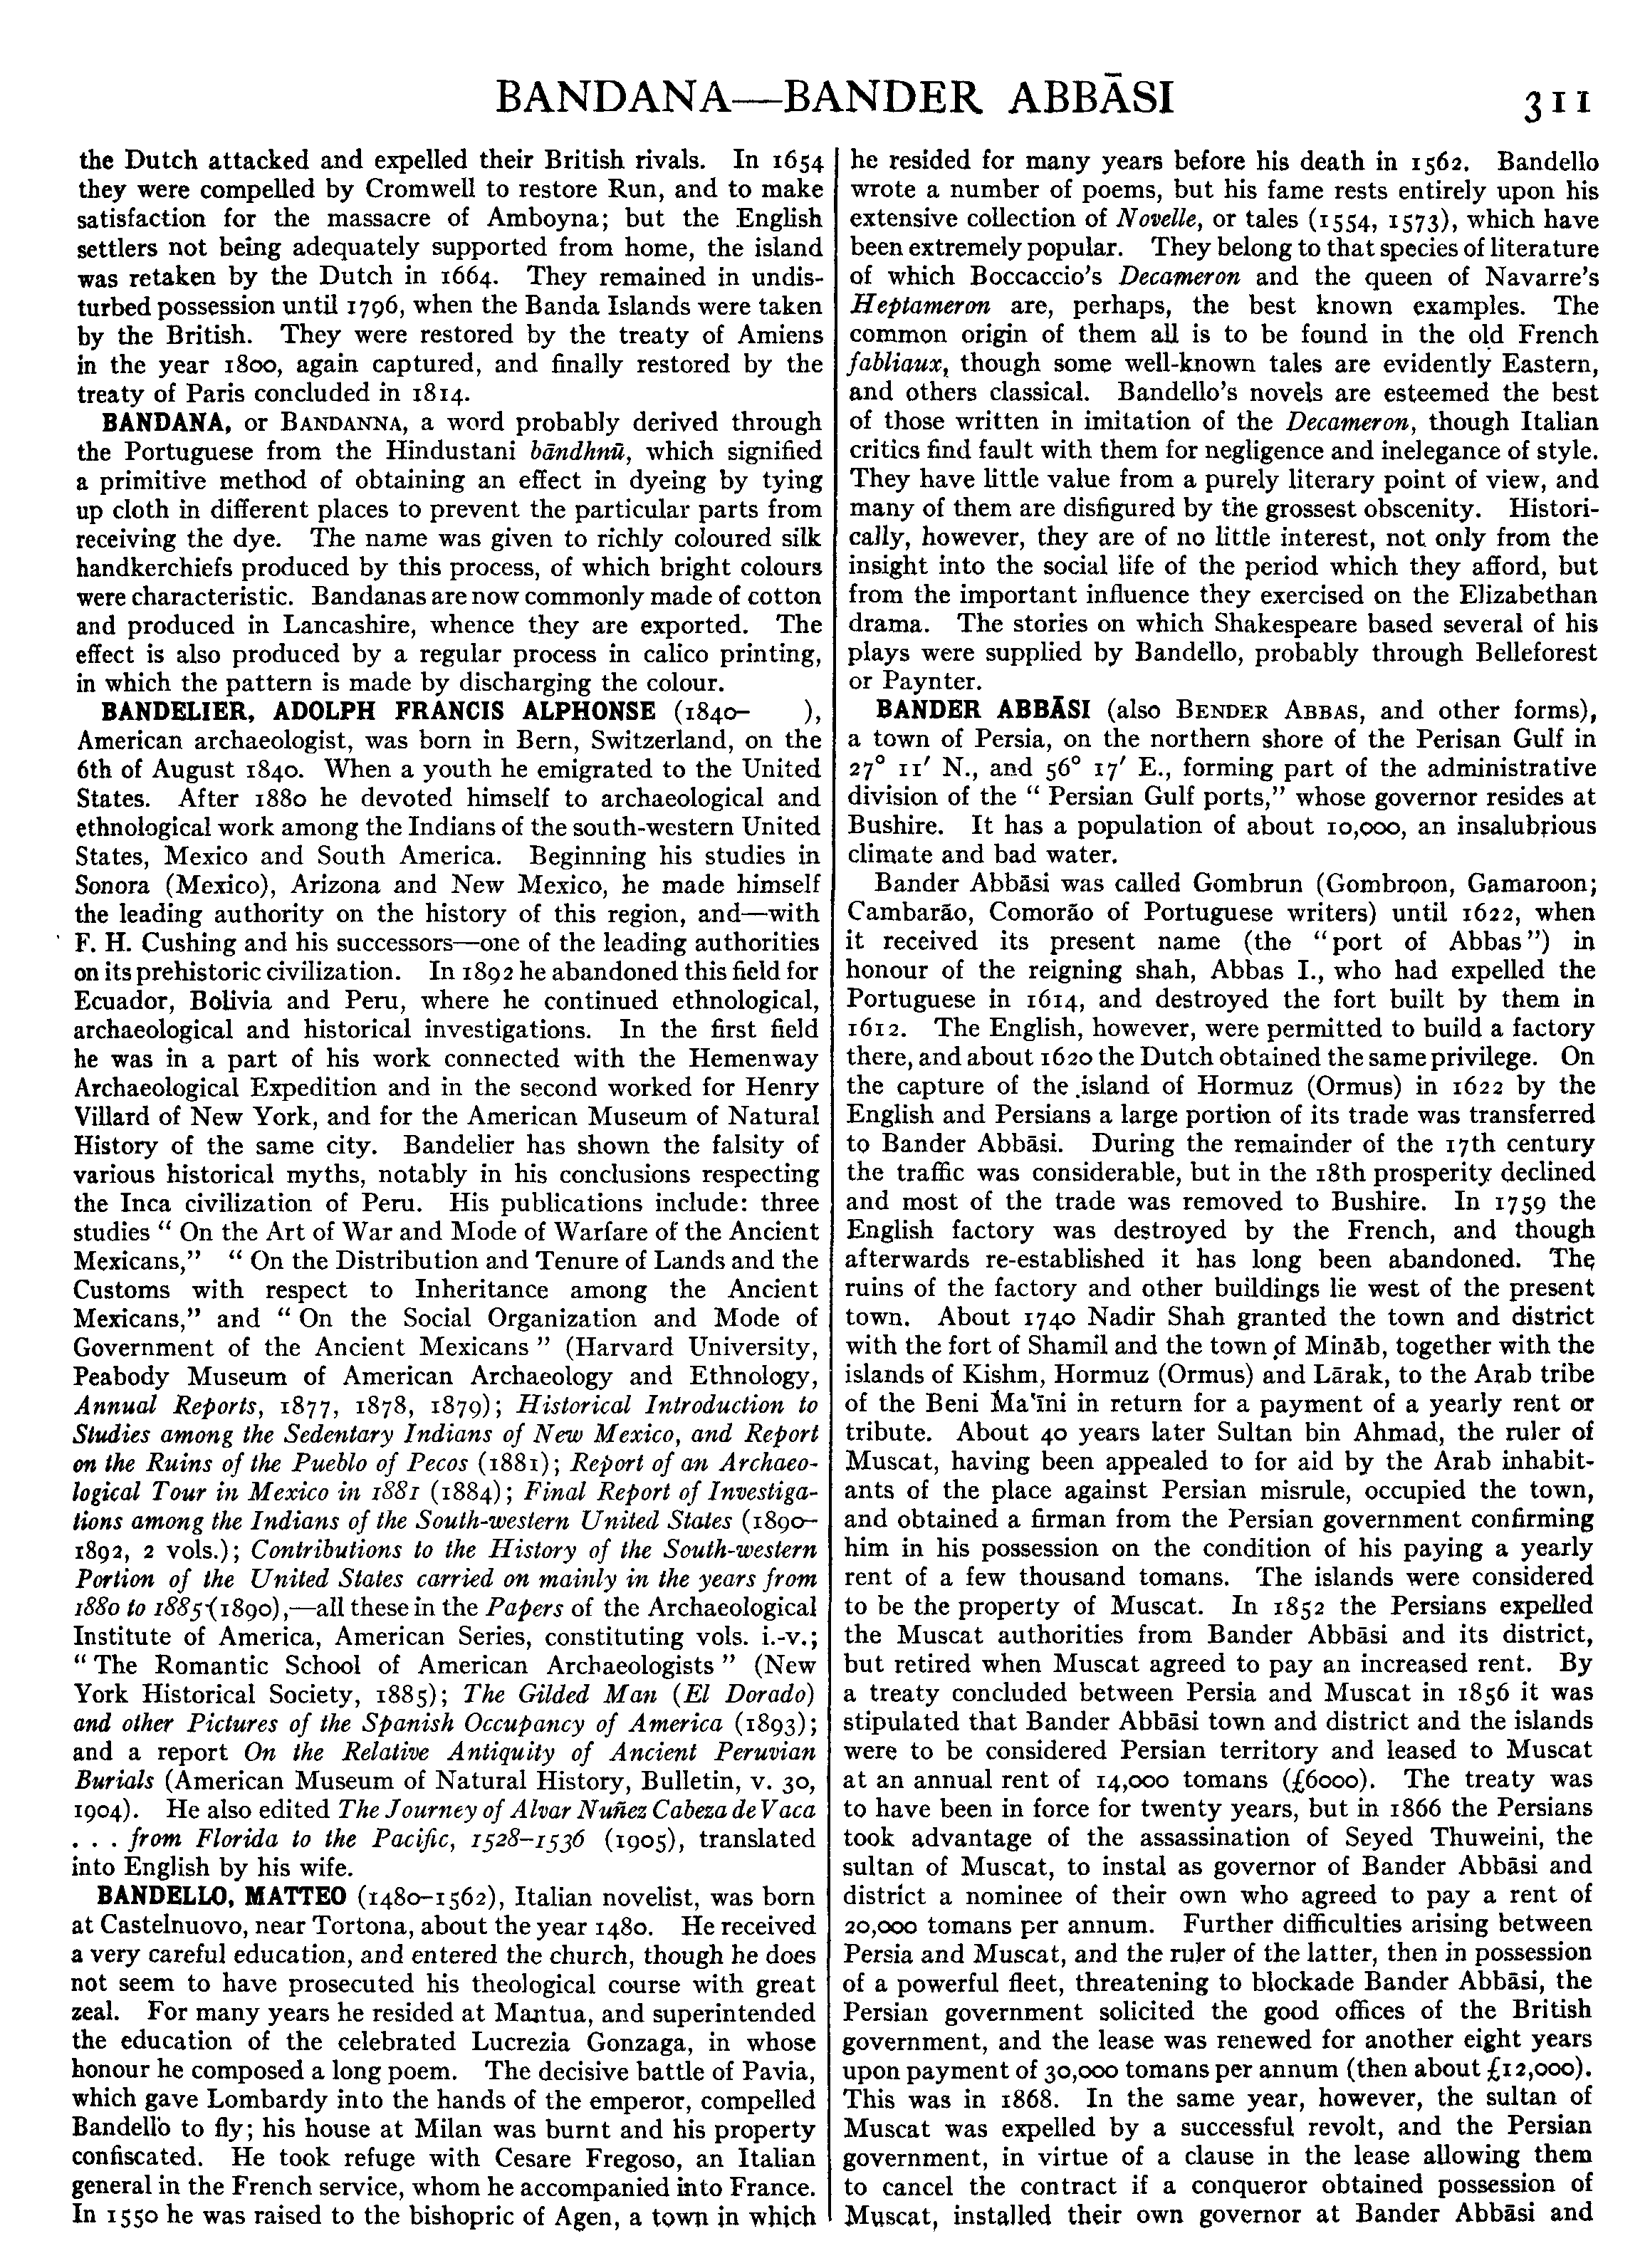 BANDANA—BANDER ABBĀSI
311
the Dutch attacked and expelled their British rivals. In 1654
they were compelled by Cromwell to restore Run, and to make
satisfaction for the massacre of Amboyna; but the English
settlers not being adequately supported from home, the island
was retaken by the Dutch in 1664. They remained in undis-
turbed possession until 1796, when the Banda Islands were taken
by the British. They were restored by the treaty of Amiens
in the year 1800, again captured, and finally restored by the
treaty of Paris concluded in 1814.
BANDANA, or BANDANNA, a word probably derived through
the Portuguese from the Hindustani bāndhnū, which signified
a primitive method of obtaining an effect in dyeing by tying
up cloth in different places to prevent the particular parts from
receiving the dye. The name was given to richly coloured silk
handkerchiefs produced by this process, of which bright colours
were characteristic. Bandanas are now commonly made of cotton
and produced in Lancashire, whence they are exported. The
effect is also produced by a regular process in calico printing,
in which the pattern is made by discharging the colour.
BANDELIER, ADOLPH FRANCIS ALPHONSE (1840– ),
American archaeologist, was born in Bern, Switzerland, on the
6th of August 1840. When a youth he emigrated to the United
States. After 1880 he devoted himself to archaeological and
ethnological work among the Indians of the south-western United
States, Mexico and South America. Beginning his studies in
Sonora (Mexico), Arizona and New Mexico, he made himself
the leading authority on the history of this region, and—with
F. H. Cushing and his successors—one of the leading authorities
on its prehistoric civilization. In 1892 he abandoned this field for
Ecuador, Bolivia and Peru, where he continued ethnological,
archaeological and historical investigations. In the first field
he was in a part of his work connected with the Hemenway
Archaeological Expedition and in the second worked for Henry
Villard of New York, and for the American Museum of Natural
History of the same city. Bandelier has shown the falsity of
various historical myths, notably in his conclusions respecting
the Inca civilization of Peru. His publications include: three
studies “ On the Art of War and Mode of Warfare of the Ancient
Mexicans,” “ On the Distribution and Tenure of Lands and the
Customs with respect to Inheritance among the Ancient
Mexicans,” and “ On the Social Organization and Mode of
Government of the Ancient Mexicans ” (Harvard University,
Peabody Museum of American Archaeology and Ethnology,
Annual Reports, 1877, 1878, 1879); Historical Introduction to
Studies among the Sedentary Indians of New Mexico, and Report
on the Ruins of the Pueblo of Pecos (1881); Report of an Archaeo-
logical Tour in Mexico in 1881 (1884); Final Report of Investiga-
tions among the Indians of the South-western United States (1890–
1892, 2 vols.); Contributions to the History of the South-western
Portion of the United States carried on mainly in the years from
1880 to 1885 (1890),—all these in the Papers of the Archaeological
Institute of America, American Series, constituting vols. i.-v.;
“ The Romantic School of American Archaeologists ” (New
York Historical Society, 1885); The Gilded Man (El Dorado)
and other Pictures of the Spanish Occupancy of America (1893);
and a report On the Relative Antiquity of Ancient Peruvian
Burials (American Museum of Natural History, Bulletin, v. 30,
1904). He also edited The Journey of Alvar Nuñez Cabeza de Vaca
. . . from Florida to the Pacific, 1528–1536 (1905), translated
into English by his wife.
BANDELLO, MATTEO (1480–1562), Italian novelist, was born
at Castelnuovo, near Tortona, about the year 1480. He received
a very careful education, and entered the church, though he does
not seem to have prosecuted his theological course with great
zeal. For many years he resided at Mantua, and superintended
the education of the celebrated Lucrezia Gonzaga, in whose
honour he composed a long poem. The decisive battle of Pavia,
which gave Lombardy into the hands of the emperor, compelled
Bandello to fly; his house at Milan was burnt and his property
confiscated. He took refuge with Cesare Fregoso, an Italian
general in the French service, whom he accompanied into France.
In 1550 he was raised to the bishopric of Agen, a town in which
he resided for many years before his death in 1562. Bandello
wrote a number of poems, but his fame rests entirely upon his
extensive collection of Novelle, or tales (1554, 1573), which have
been extremely popular. They belong to that species of literature
of which Boccaccio’s Decameron and the queen of Navarre’s
Heptameron are, perhaps, the best known examples. The
common origin of them all is to be found in the old French
fabliaux, though some well-known tales are evidently Eastern,
and others classical. Bandello’s novels are esteemed the best
of those written in imitation of the Decameron, though Italian
critics find fault with them for negligence and inelegance of style.
They have little value from a purely literary point of view, and
many of them are disfigured by the grossest obscenity. Histori-
cally, however, they are of no little interest, not only from the
insight into the social life of the period which they afford, but
from the important influence they exercised on the Elizabethan
drama. The stories on which Shakespeare based several of his
plays were supplied by Bandello, probably through Belleforest
or Paynter.
BANDER ABBĀSI (also BENDER ABBAS, and other forms),
a town of Persia, on the northern shore of the Perisan Gulf in
27° 11′ N., and 56° 17′ E., forming part of the administrative
division of the “ Persian Gulf ports,” whose governor resides at
Bushire. It has a population of about 10,000, an insalubrious
climate and bad water.
Bander Abbāsi was called Gombrun (Gombroon, Gamaroon;
Cambarão, Comorão of Portuguese writers) until 1622, when
it received its present name (the “port of Abbas”) in
honour of the reigning shah, Abbas I., who had expelled the
Portuguese in 1614, and destroyed the fort built by them in
1612. The English, however, were permitted to build a factory
there, and about 1620 the Dutch obtained the same privilege. On
the capture of the island of Hormuz (Ormus) in 1622 by the
English and Persians a large portion of its trade was transferred
to Bander Abbāsi. During the remainder of the 17th century
the traffic was considerable, but in the 18th prosperity declined
and most of the trade was removed to Bushire. In 1759 the
English factory was destroyed by the French, and though
afterwards re-established it has long been abandoned. The
ruins of the factory and other buildings lie west of the present
town. About 1740 Nadir Shah granted the town and district
with the fort of Shamil and the town of Mināb, together with the
islands of Kishm, Hormuz (Ormus) and Lārak, to the Arab tribe
of the Beni Ma‘īni in return for a payment of a yearly rent or
tribute. About 40 years later Sultan bin Ahmad, the ruler of
Muscat, having been appealed to for aid by the Arab inhabit-
ants of the place against Persian misrule, occupied the town,
and obtained a firman from the Persian government confirming
him in his possession on the condition of his paying a yearly
rent of a few thousand tomans. The islands were considered
to be the property of Muscat. In 1852 the Persians expelled
the Muscat authorities from Bander Abbāsi and its district,
but retired when Muscat agreed to pay an increased rent. By
a treaty concluded between Persia and Muscat in 1856 it was
stipulated that Bander Abbāsi town and district and the islands
were to be considered Persian territory and leased to Muscat
at an annual rent of 14,000 tomans (£6000). The treaty was
to have been in force for twenty years, but in 1866 the Persians
took advantage of the assassination of Seyed Thuweini, the
sultan of Muscat, to instal as governor of Bander Abbāsi and
district a nominee of their own who agreed to pay a rent of
20,000 tomans per annum. Further difficulties arising between
Persia and Muscat, and the ruler of the latter, then in possession
of a powerful fleet, threatening to blockade Bander Abbāsi, the
Persian government solicited the good offices of the British
government, and the lease was renewed for another eight years
upon payment of 30,000 tomans per annum (then about £12,000).
This was in 1868. In the same year, however, the sultan of
Muscat was expelled by a successful revolt, and the Persian
government, in virtue of a clause in the lease allowing them
to cancel the contract if a conqueror obtained possession of
Muscat, installed their own governor at Bander Abbāsi and